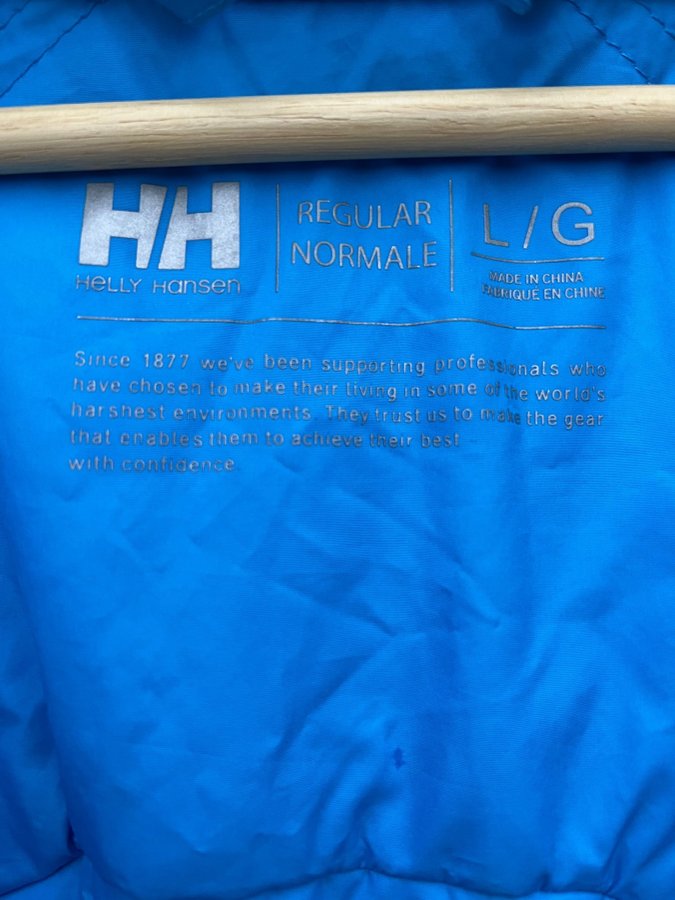 HH
HELLY HANSEN
REGULAR
NORMALE
L/G
MADE IN CHINA
FABRIQUÉ EN CHINE
Since 1877 we've been supporting professionals who
have chosen to make their living in some of the world's
harshest environments. They trust us to make the gear
that enables them to achieve their best
with confidence.